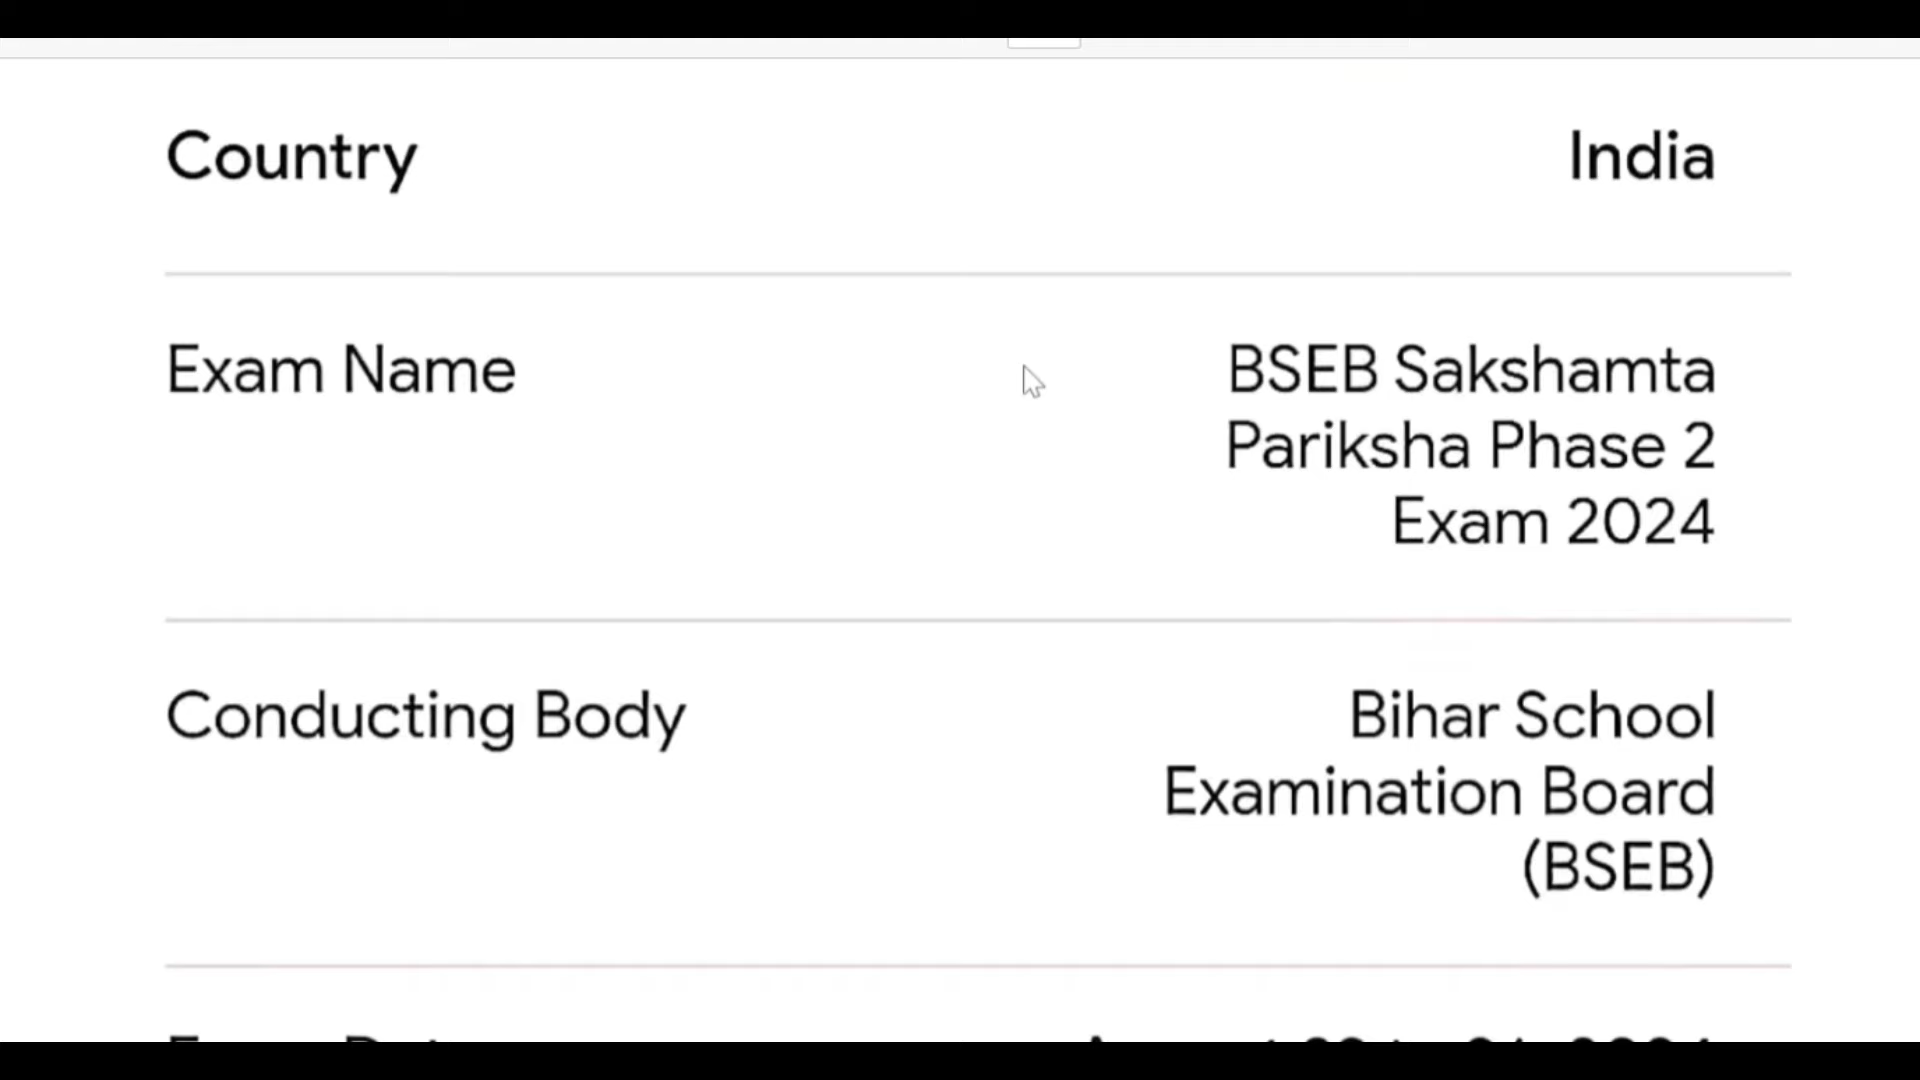 Country India
Exam Name BSEB Sakshamta
Pariksha Phase 2
Exam 2024
Conducting Body Bihar School
Examination Board
(BSEB)